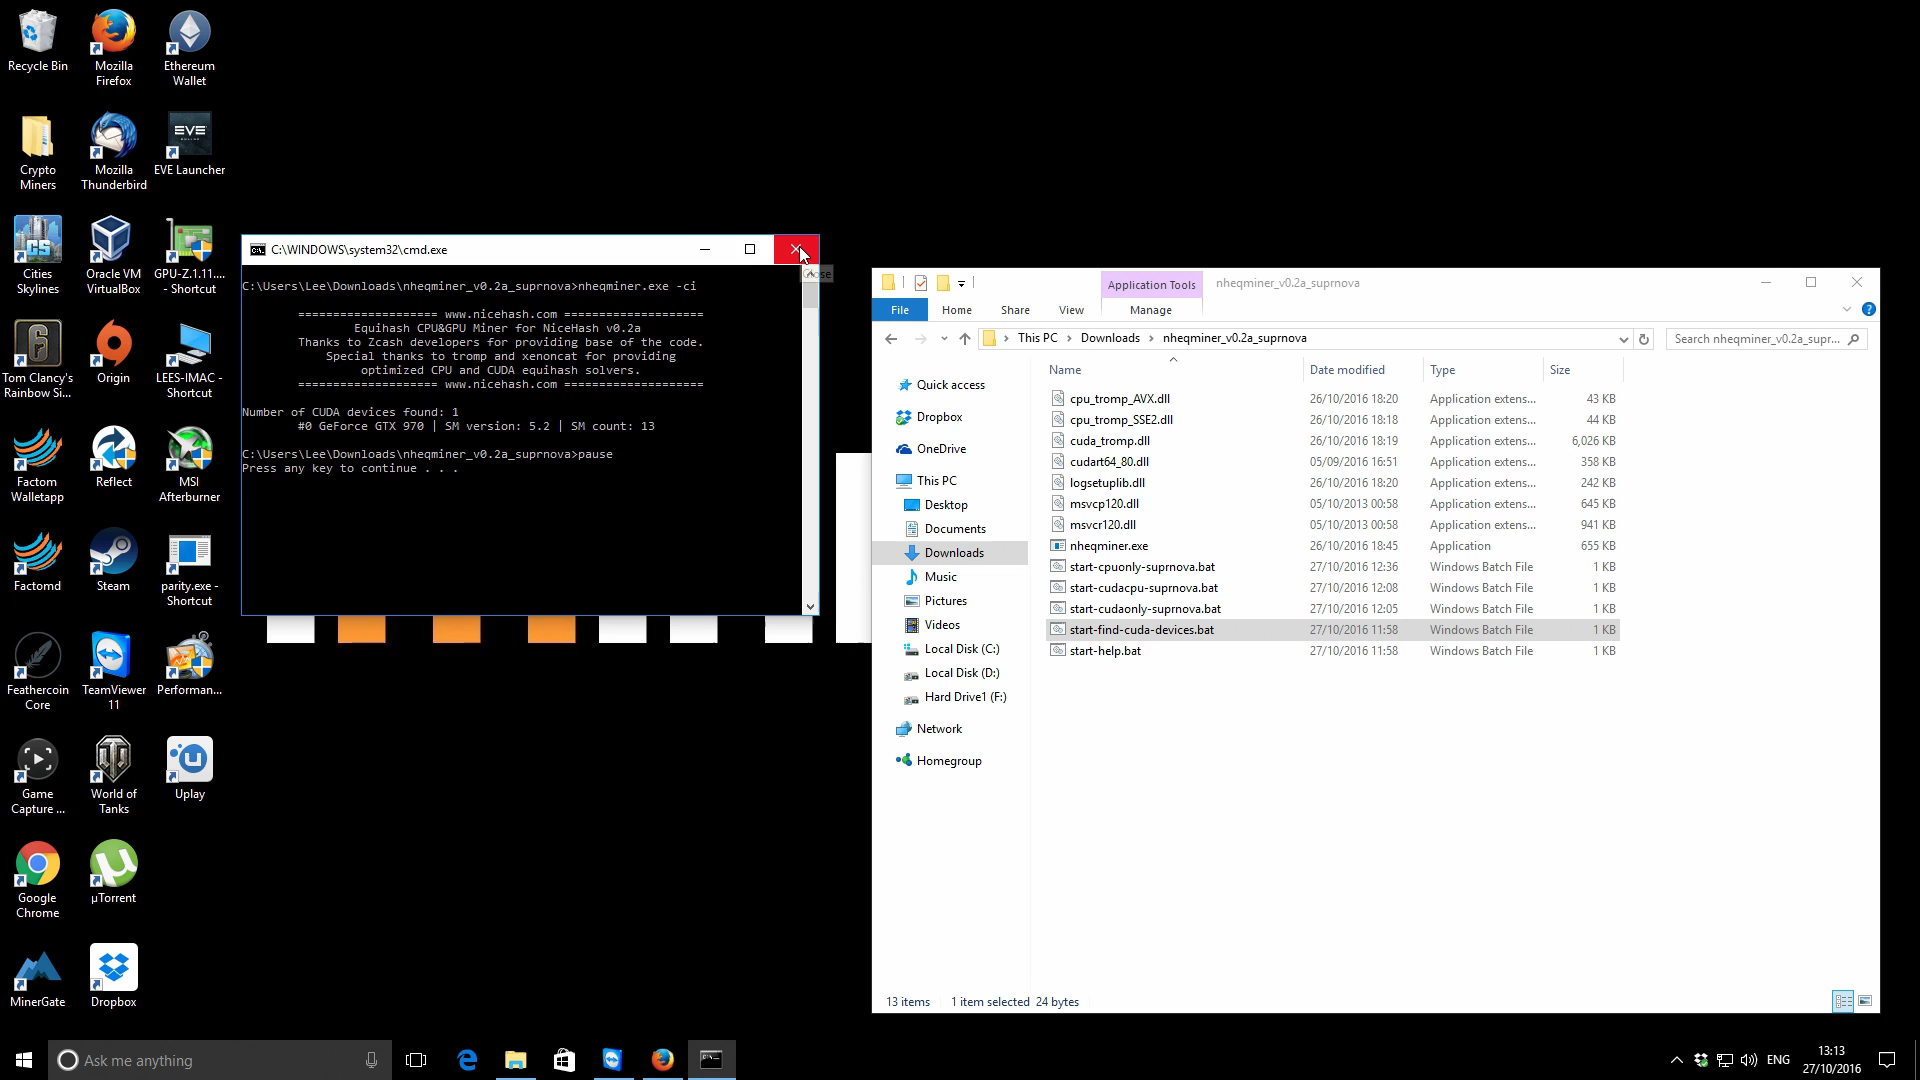 Recycle Bin
Mozilla Firefox
Ethereum Wallet
Crypto Miners
Mozilla Thunderbird
EVE
EVE Launcher
Cities Skylines
Oracle VM VirtualBox
GPU-Z.1.11.... - Shortcut
Tom Clancy's Rainbow Si...
Origin
LEES-IMAC - Shortcut
Factom Walletapp
Reflect
MSI Afterburner
Factomd
Steam
parity.exe - Shortcut
Feathercoin Core
TeamViewer 11
Performan...
Game Capture ...
World of Tanks
Uplay
Google Chrome
µTorrent
MinerGate
Dropbox
C:\WINDOWS\system32\cmd.exe
C:\Users\Lee\Downloads\nheqminer_v0.2a_suprnova>nheqminer.exe -ci
==================== www.nicehash.com ====================
Equihash CPU&GPU Miner for NiceHash v0.2a
Thanks to Zcash developers for providing base of the code.
Special thanks to tromp and xenoncat for providing
optimized CPU and CUDA equihash solvers.
==================== www.nicehash.com ====================
Number of CUDA devices found: 1
#0 GeForce GTX 970 | SM version: 5.2 | SM count: 13
C:\Users\Lee\Downloads\nheqminer_v0.2a_suprnova>pause
Press any key to continue . . .
Application Tools
nheqminer_v0.2a_suprnova
File Home Share View Manage
This PC > Downloads > nheqminer_v0.2a_suprnova
Search nheqminer_v0.2a_supr...
Quick access
Dropbox
OneDrive
This PC
Desktop
Documents
Downloads
Music
Pictures
Videos
Local Disk (C:)
Local Disk (D:)
Hard Drive1 (F:)
Network
Homegroup
Name Date modified Type Size
cpu_tromp_AVX.dll 26/10/2016 18:20 Application extens... 43 KB
cpu_tromp_SSE2.dll 26/10/2016 18:18 Application extens... 44 KB
cuda_tromp.dll 26/10/2016 18:19 Application extens... 6,026 KB
cudart64_80.dll 05/09/2016 16:51 Application extens... 358 KB
logsetuplib.dll 26/10/2016 18:20 Application extens... 242 KB
msvcp120.dll 05/10/2013 00:58 Application extens... 645 KB
msvcr120.dll 05/10/2013 00:58 Application extens... 941 KB
nheqminer.exe 26/10/2016 18:45 Application 655 KB
start-cpuonly-suprnova.bat 27/10/2016 12:36 Windows Batch File 1 KB
start-cudacpu-suprnova.bat 27/10/2016 12:08 Windows Batch File 1 KB
start-cudaonly-suprnova.bat 27/10/2016 12:05 Windows Batch File 1 KB
start-find-cuda-devices.bat 27/10/2016 11:58 Windows Batch File 1 KB
start-help.bat 27/10/2016 11:58 Windows Batch File 1 KB
13 items 1 item selected 24 bytes
Ask me anything
ENG
13:13
27/10/2016